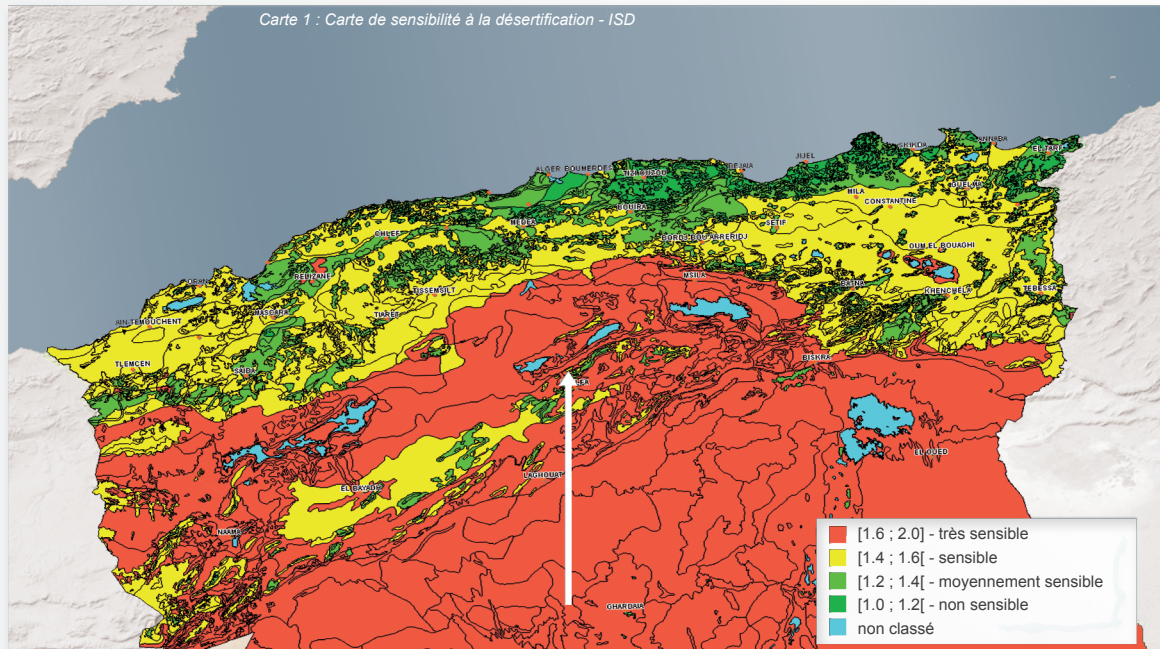 Carte 1 : Carte de sensibilité à la désertification - ISD
ANNABA
SKIKDA
EL TARF
JIJEL
BEJAIA
ALGER BOUMERDES
TIZI OUZOU
GUELMA
MILA
CONSTANTINE
BOUIRA
MEDEA
SETIF
CHLEF
BORDJ BOU ARRERIDJ
OUM EL BOUAGHI
MSILA
RELIZANE
ORAN
TISSEMSILT
BATNA
KHENCHELA
TEBESSA
MASCARA
TIARET
AIN-TEMOUCHENT
BISKRA
TLEMCEN
SAIDA
EL OUED
LAGHOUAT
EL BAYADH
NAAMA
GHARDAIA
[1.6 ; 2.0] - très sensible
[1.4 ; 1.6[ - sensible
[1.2 ; 1.4[ - moyennement sensible
[1.0 ; 1.2[ - non sensible
non classé